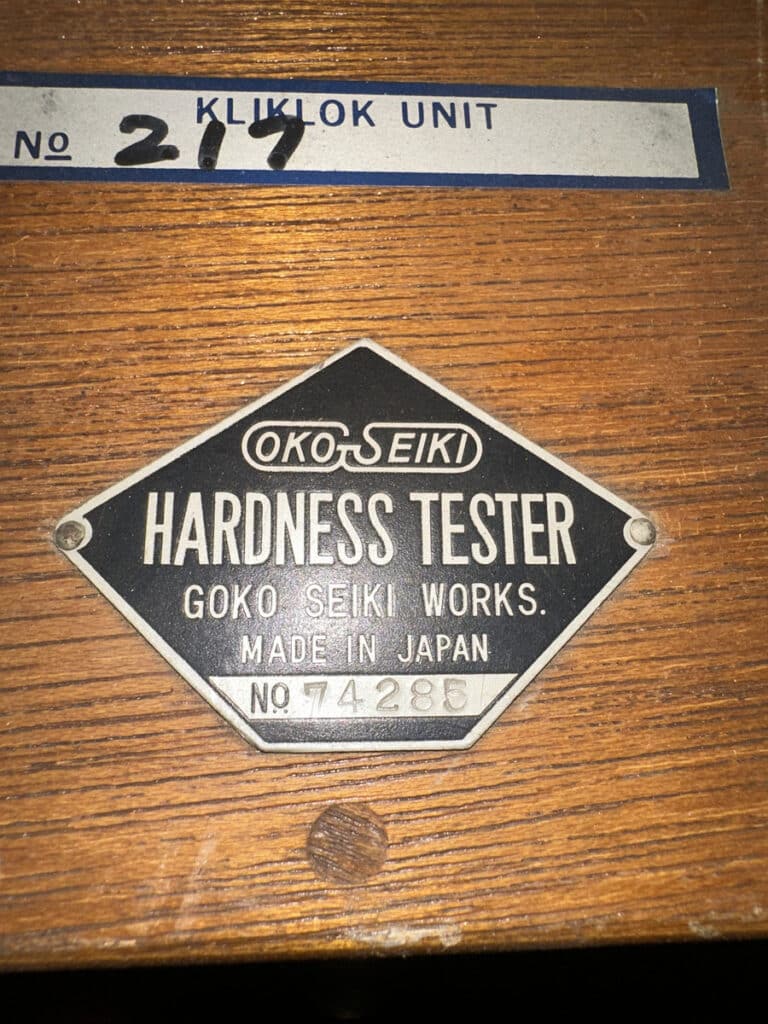 KLIKLOK UNIT
No 217
OKO SEIKI
HARDNESS TESTER
GOKO SEIKI WORKS.
MADE IN JAPAN
No 74285